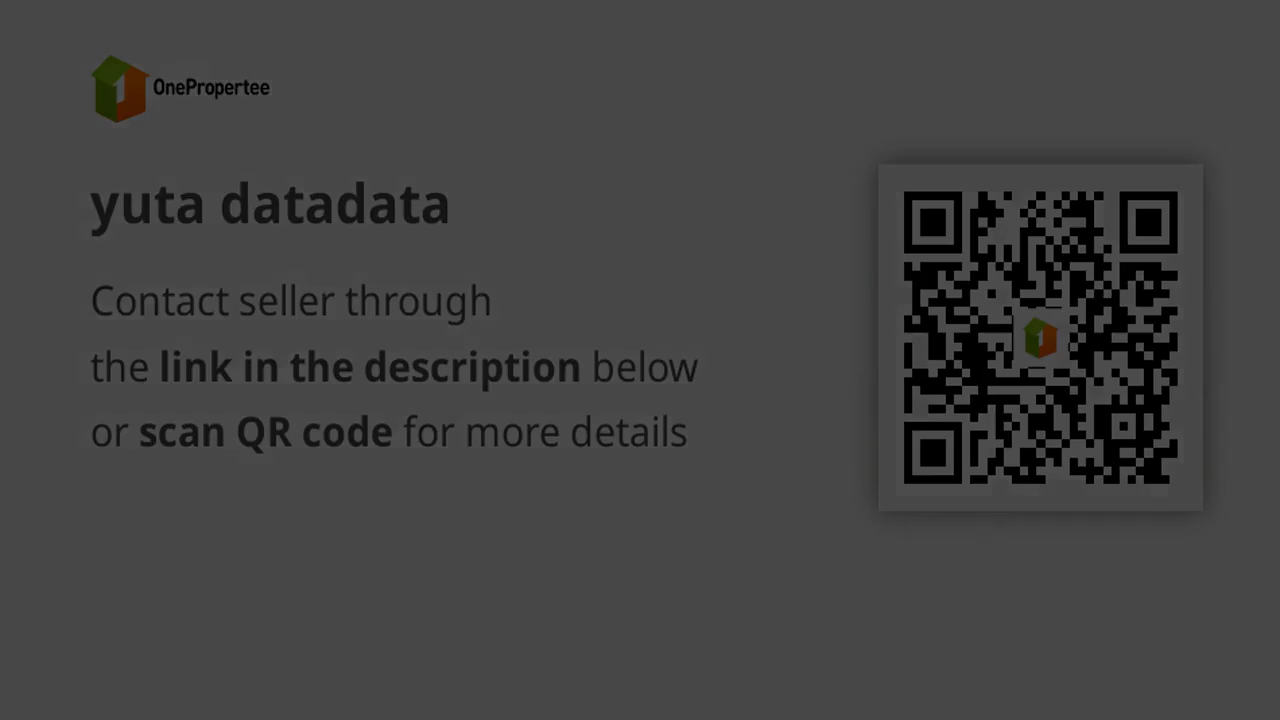 OnePropertee
yuta datadata
Contact seller through
the link in the description below
or scan QR code for more details